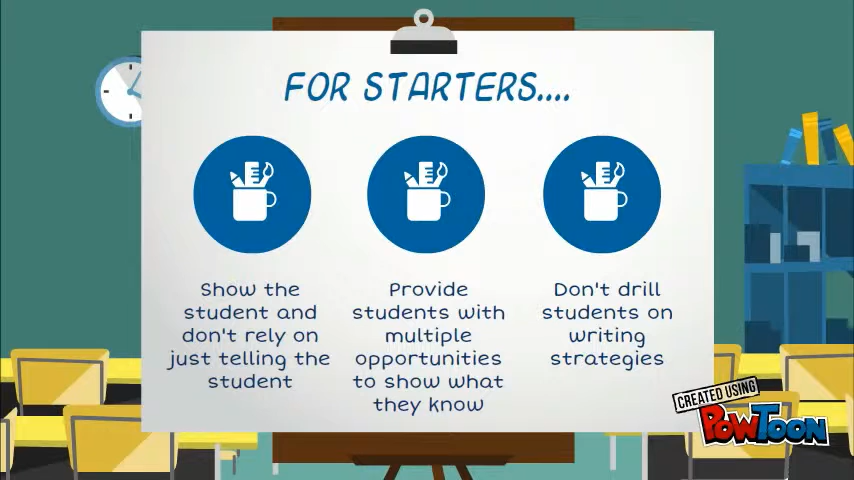 FOR STARTERS....
Show the
student and
don't rely on
just telling the
student
Provide
students with
multiple
opportunities
to show what
they know
Don't drill
students on
writing
strategies
CREATED USING
POWTOON